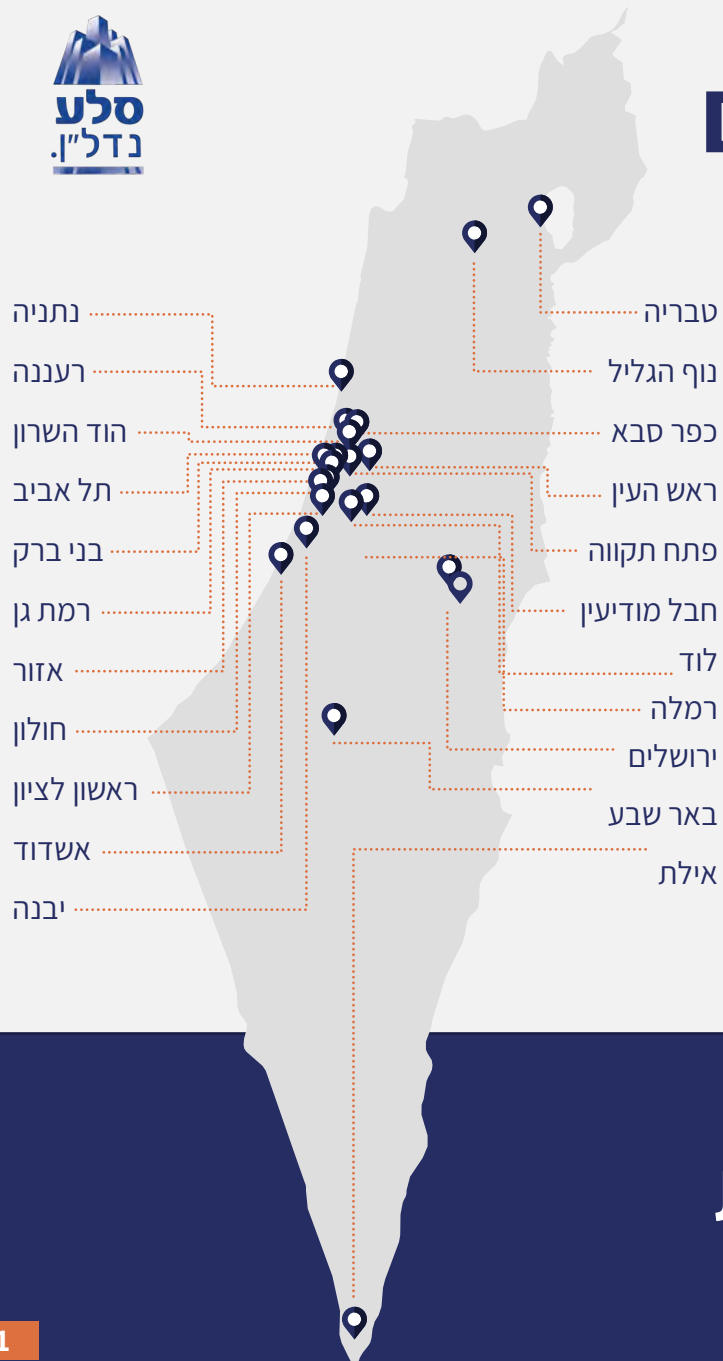 סלע
נדל"ן.
טבריה
נוף הגליל
כפר סבא
ראש העין
פתח תקווה
חבל מודיעין
לוד
רמלה
ירושלים
באר שבע
אילת
נתניה
רעננה
הוד השרון
תל אביב
בני ברק
רמת גן
אזור
חולון
ראשון לציון
אשדוד
יבנה
1